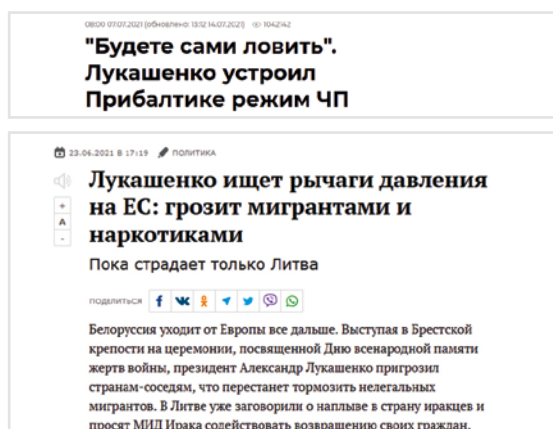 08:00 07.07.2021 (обновлено: 13:12 14.07.2021) 1042142
"Будете сами ловить".
Лукашенко устроил
Прибалтике режим ЧП
23.06.2021 В 17:19 ПОЛИТИКА
Лукашенко ищет рычаги давления
на ЕС: грозит мигрантами и
наркотиками
+
А
-
Пока страдает только Литва
ПОДЕЛИТЬСЯ
Белоруссия уходит от Европы все дальше. Выступая в Брестской
крепости на церемонии, посвященной Дню всенародной памяти
жертв войны, президент Александр Лукашенко пригрозил
странам-соседям, что перестанет тормозить нелегальных
мигрантов. В Литве уже заговорили о наплыве в страну иракцев и
просят МИД Ирака содействовать возвращению своих граждан.